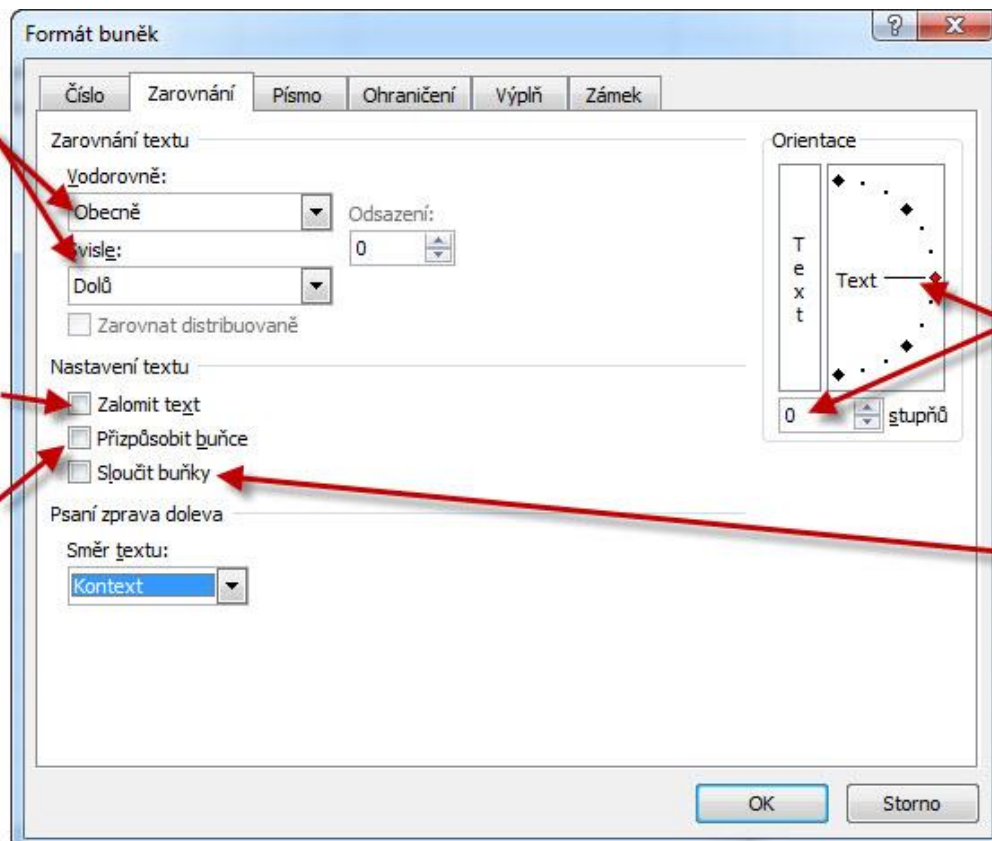 Formát buněk
Číslo Zarovnání Písmo Ohraničení Výplň Zámek
Zarovnání textu
Vodorovně:
Obecně
Odsazení:
0
Svisle:
Dolů
Zarovnat distribuovaně
Nastavení textu
Zalomit text
Přizpůsobit buňce
Sloučit buňky
Psaní zprava doleva
Směr textu:
Kontext
Orientace
T
e
x
t
Text
0 stupňů
OK Storno